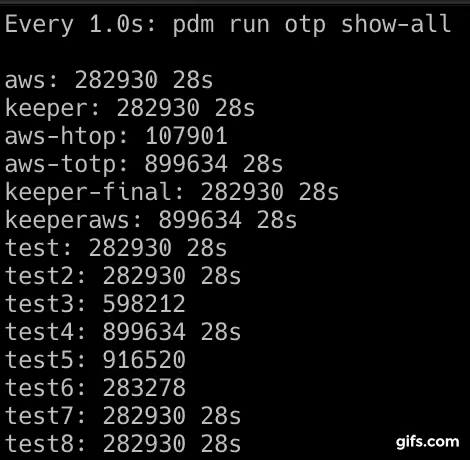 Every 1.0s: pdm run otp show-all
aws: 282930 28s
keeper: 282930 28s
aws-htop: 107901
aws-totp: 899634 28s
keeper-final: 282930 28s
keeperaws: 899634 28s
test: 282930 28s
test2: 282930 28s
test3: 598212
test4: 899634 28s
test5: 916520
test6: 283278
test7: 282930 28s
test8: 282930 28s
gifs.com